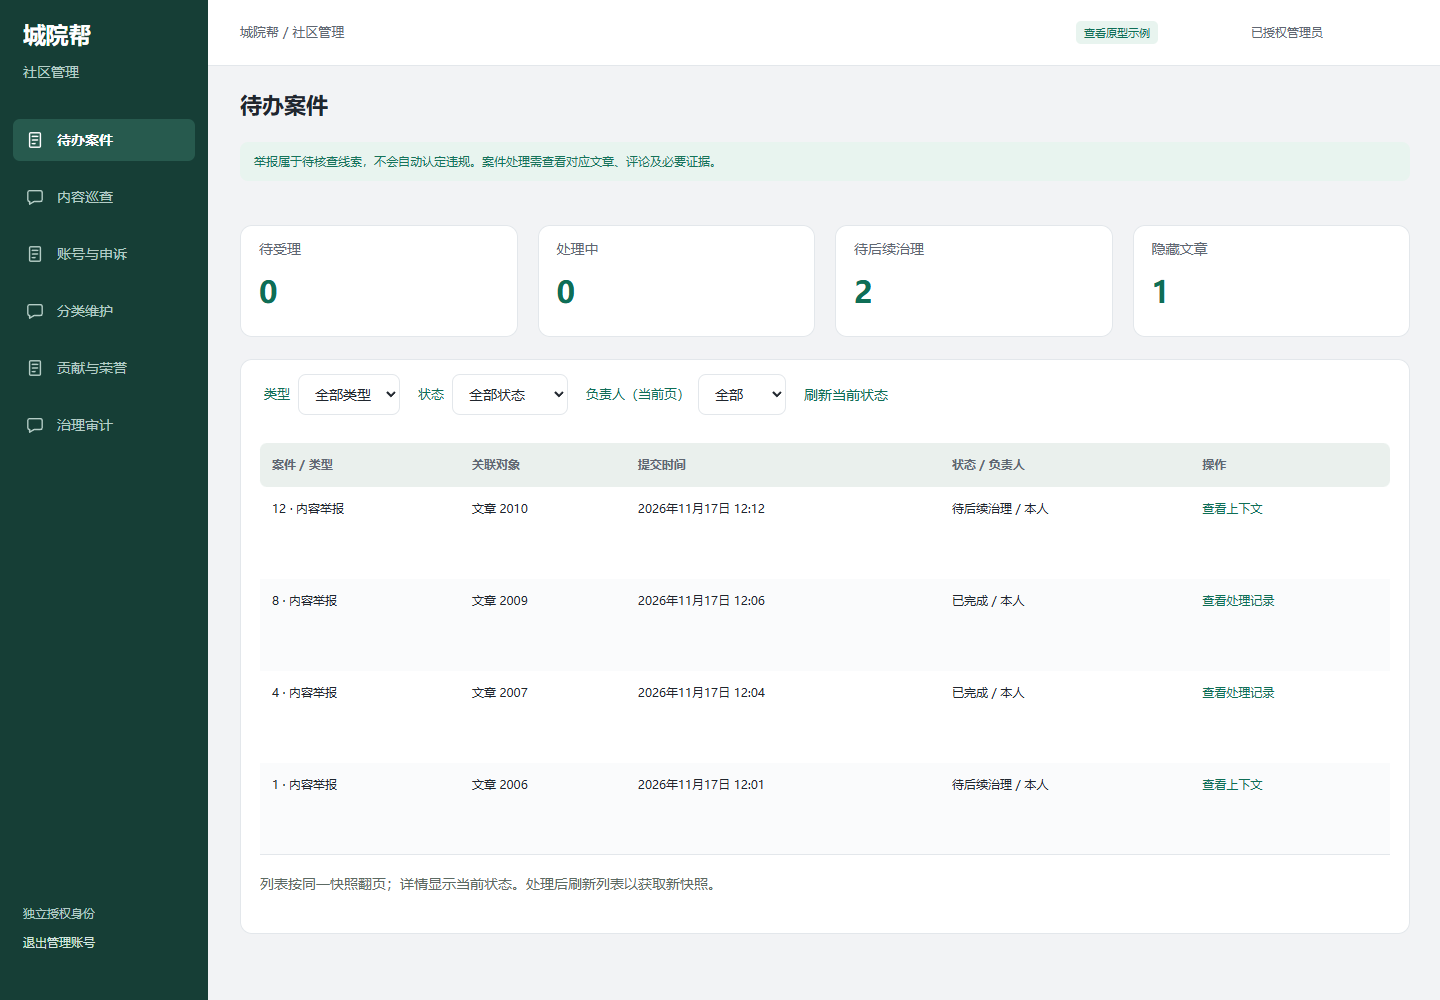 城院帮
社区管理
待办案件
内容巡查
账号与申诉
分类维护
贡献与荣誉
治理审计
独立授权身份
退出管理账号
城院帮 / 社区管理
查看原型示例
已授权管理员
待办案件
举报属于待核查线索，不会自动认定违规。案件处理需查看对应文章、评论及必要证据。
待受理
0
处理中
0
待后续治理
2
隐藏文章
1
类型 全部类型 状态 全部状态 负责人（当前页） 全部 刷新当前状态
案件 / 类型 关联对象 提交时间 状态 / 负责人 操作
12 · 内容举报 文章 2010 2026年11月17日 12:12 待后续治理 / 本人 查看上下文
8 · 内容举报 文章 2009 2026年11月17日 12:06 已完成 / 本人 查看处理记录
4 · 内容举报 文章 2007 2026年11月17日 12:04 已完成 / 本人 查看处理记录
1 · 内容举报 文章 2006 2026年11月17日 12:01 待后续治理 / 本人 查看上下文
列表按同一快照翻页；详情显示当前状态。处理后刷新列表以获取新快照。